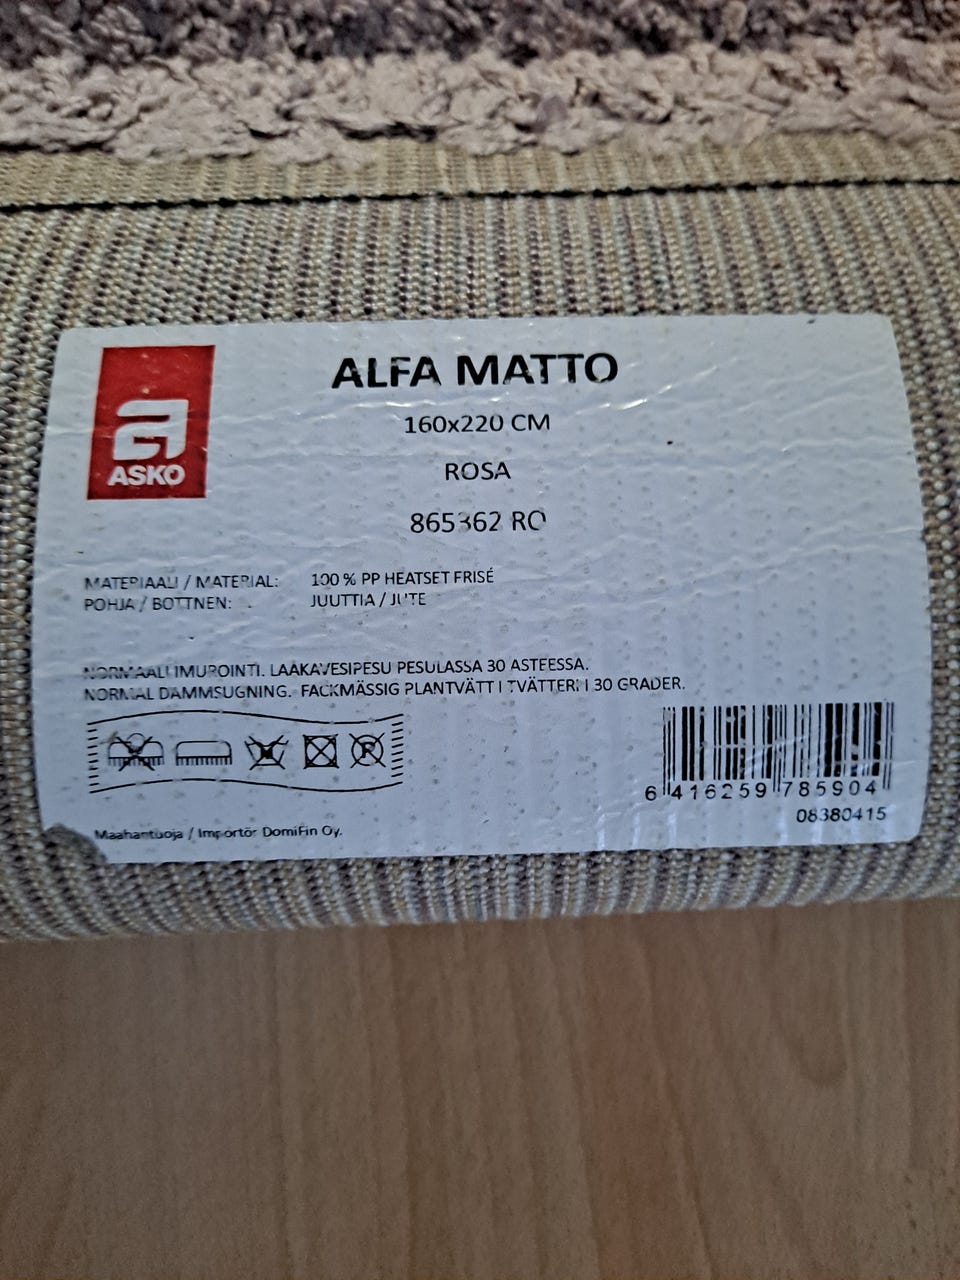 ALFA MATTO
160x220 CM
ROSA
865362 RO
ASKO
MATERIAALI / MATERIAL: 100 % PP HEATSET FRISÉ
POHJA / BOTTNEN: JUUTTIA / JUTE
NORMAALI IMUROINTI. LAAKAVESIPESU PESULASSA 30 ASTEESSA.
NORMAL DAMMSUGNING. FACKMÄSSIG PLANTVÄTT I TVÄTTERI I 30 GRADER.
P
6 416259 785904
08380415
Maahantuoja / Importör DomiFin Oy.